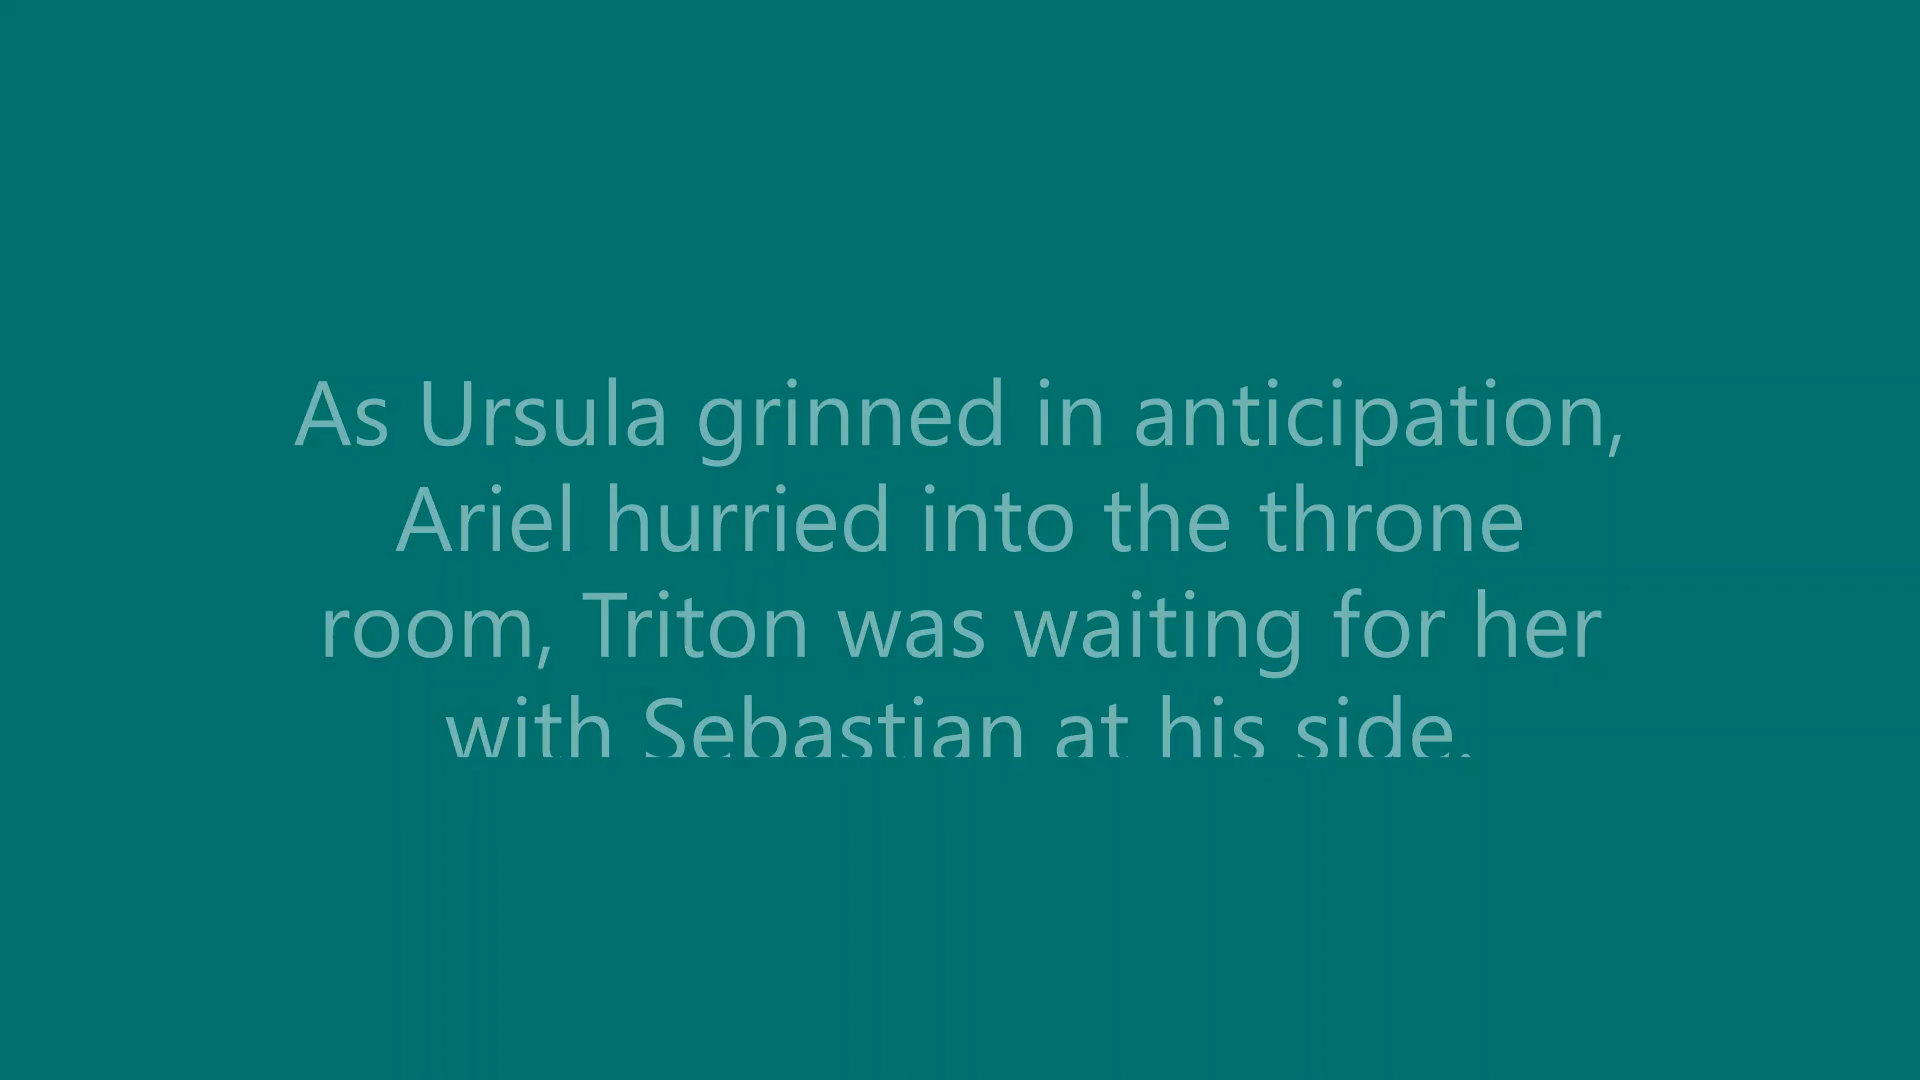 As Ursula grinned in anticipation,
Ariel hurried into the throne
room, Triton was waiting for her
with Sebastian at his side.